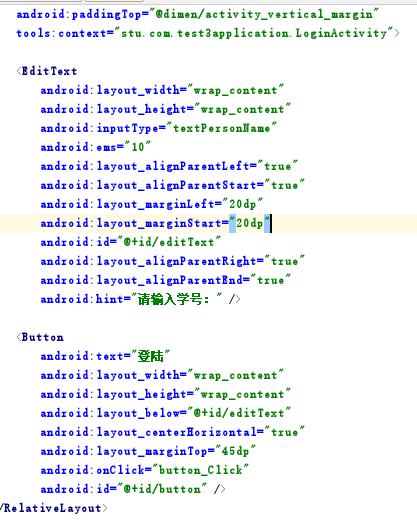 android:paddingTop="@dimen/activity_vertical_margin"
tools:context="stu.com.test3application.LoginActivity">
<EditText
android:layout_width="wrap_content"
android:layout_height="wrap_content"
android:inputType="textPersonName"
android:ems="10"
android:layout_alignParentLeft="true"
android:layout_alignParentStart="true"
android:layout_marginLeft="20dp"
android:layout_marginStart="20dp"
android:id="@+id/editText"
android:layout_alignParentRight="true"
android:layout_alignParentEnd="true"
android:hint="请输入学号：" />
<Button
android:text="登陆"
android:layout_width="wrap_content"
android:layout_height="wrap_content"
android:layout_below="@+id/editText"
android:layout_centerHorizontal="true"
android:layout_marginTop="45dp"
android:onClick="button_Click"
android:id="@+id/button" />
/RelativeLayout>